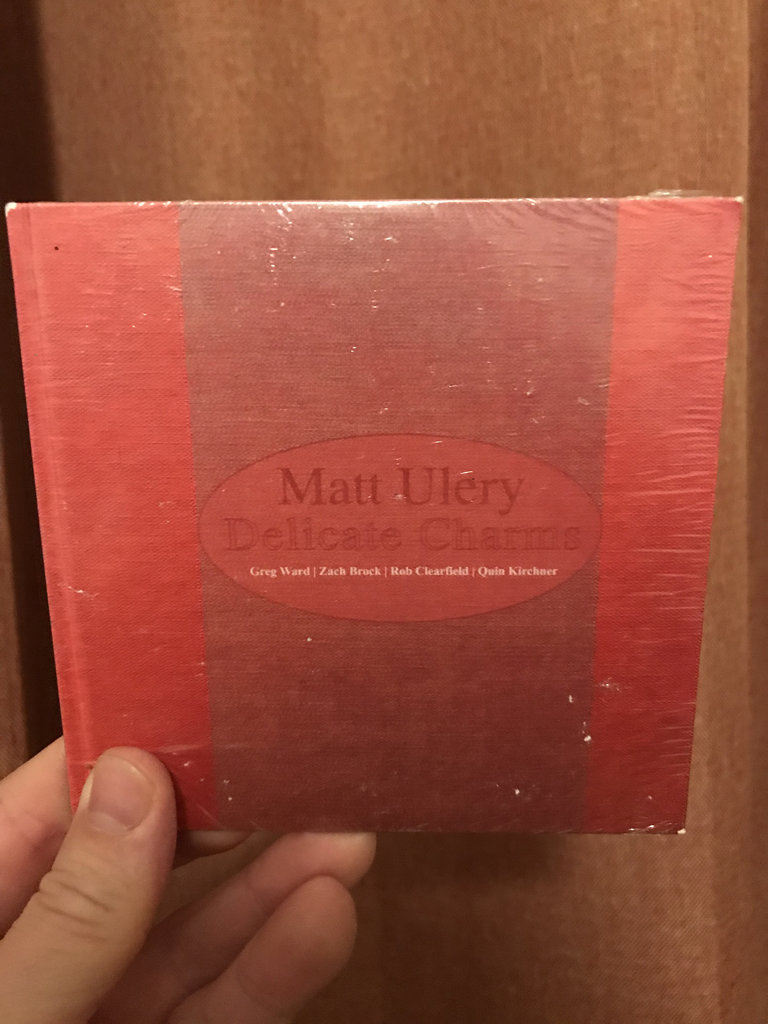 Matt Ulery
Delicate Charms
Greg Ward | Zach Brock | Rob Clearfield | Quin Kirchner